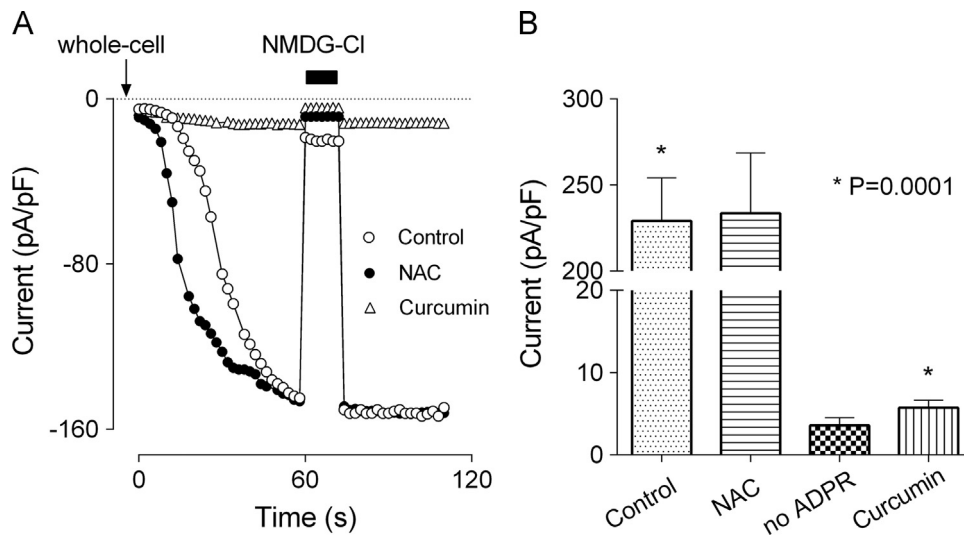 A
whole-cell
NMDG-Cl
0
-80
-160
Current (pA/pF)
Control
NAC
Curcumin
0
60
120
Time (s)
B
300
250
200
20
10
0
Current (pA/pF)
*
* P=0.0001
*
Control
NAC
no ADPR
Curcumin